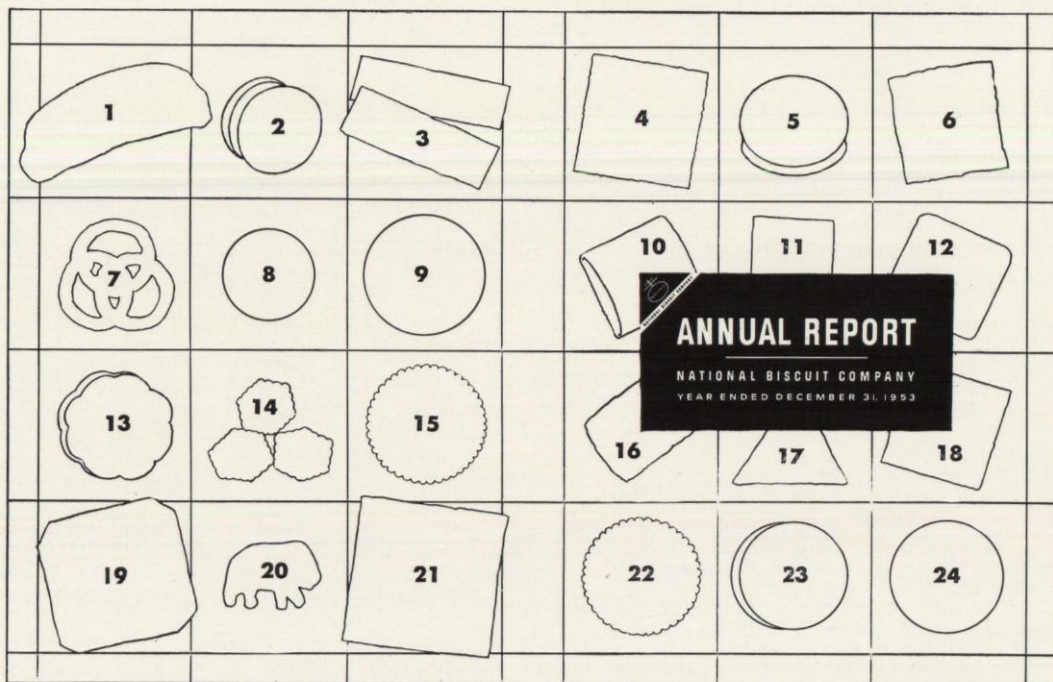 1 2 3 4 5 6
7 8 9 10 11 12
ANNUAL REPORT
NATIONAL BISCUIT COMPANY
YEAR ENDED DECEMBER 31, 1953
13 14 15 16 17 18
19 20 21 22 23 24